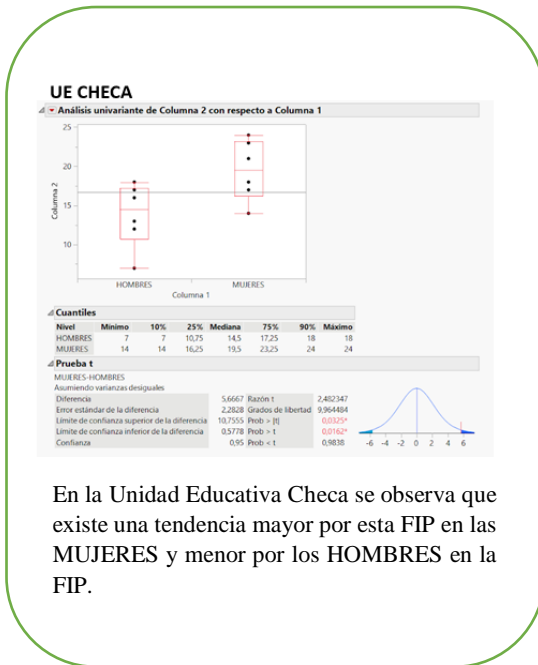 UE CHECA
Análisis univariante de Columna 2 con respecto a Columna 1
25
20
15
10
Columna 2
HOMBRES MUJERES
Columna 1
Cuantiles
Nivel Mínimo 10% 25% Mediana 75% 90% Máximo
HOMBRES 7 7 10,75 14,5 17,25 18 18
MUJERES 14 14 16,25 19,5 23,25 24 24
Prueba t
MUJERES-HOMBRES
Asumiendo varianzas desiguales
Diferencia 5,6667 Razón t 2,482347
Error estándar de la diferencia 2,2828 Grados de libertad 9,964484
Límite de confianza superior de la diferencia 10,7555 Prob > |t| 0,0325*
Límite de confianza inferior de la diferencia 0,5778 Prob > t 0,0162*
Confianza 0,95 Prob < t 0,9838
-6 -4 -2 0 2 4 6
En la Unidad Educativa Checa se observa que
existe una tendencia mayor por esta FIP en las
MUJERES y menor por los HOMBRES en la
FIP.